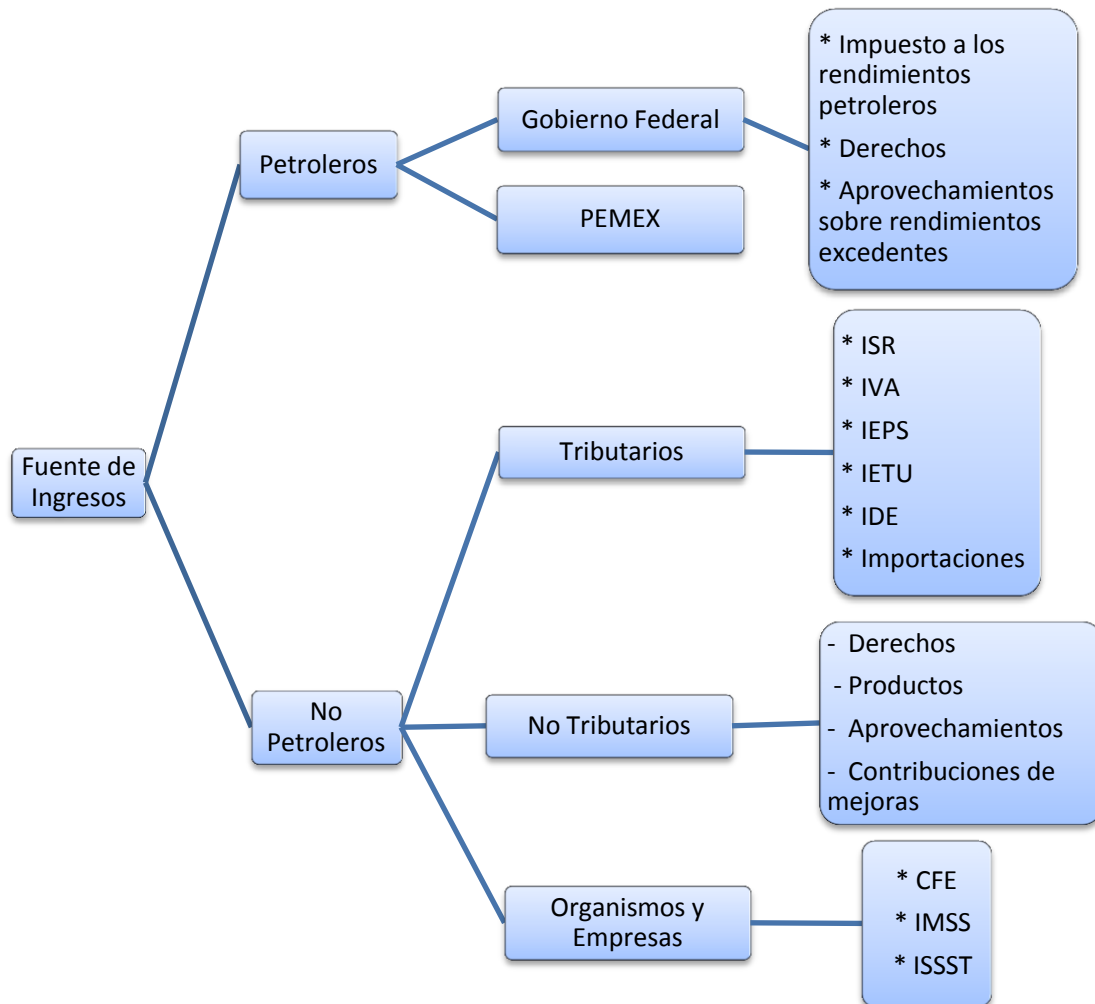 Fuente de
Ingresos
Petroleros
Gobierno Federal
* Impuesto a los
rendimientos
petroleros
* Derechos
* Aprovechamientos
sobre rendimientos
excedentes
PEMEX
No
Petroleros
Tributarios
* ISR
* IVA
* IEPS
* IETU
* IDE
* Importaciones
No Tributarios
- Derechos
- Productos
- Aprovechamientos
- Contribuciones de
mejoras
Organismos y
Empresas
* CFE
* IMSS
* ISSST